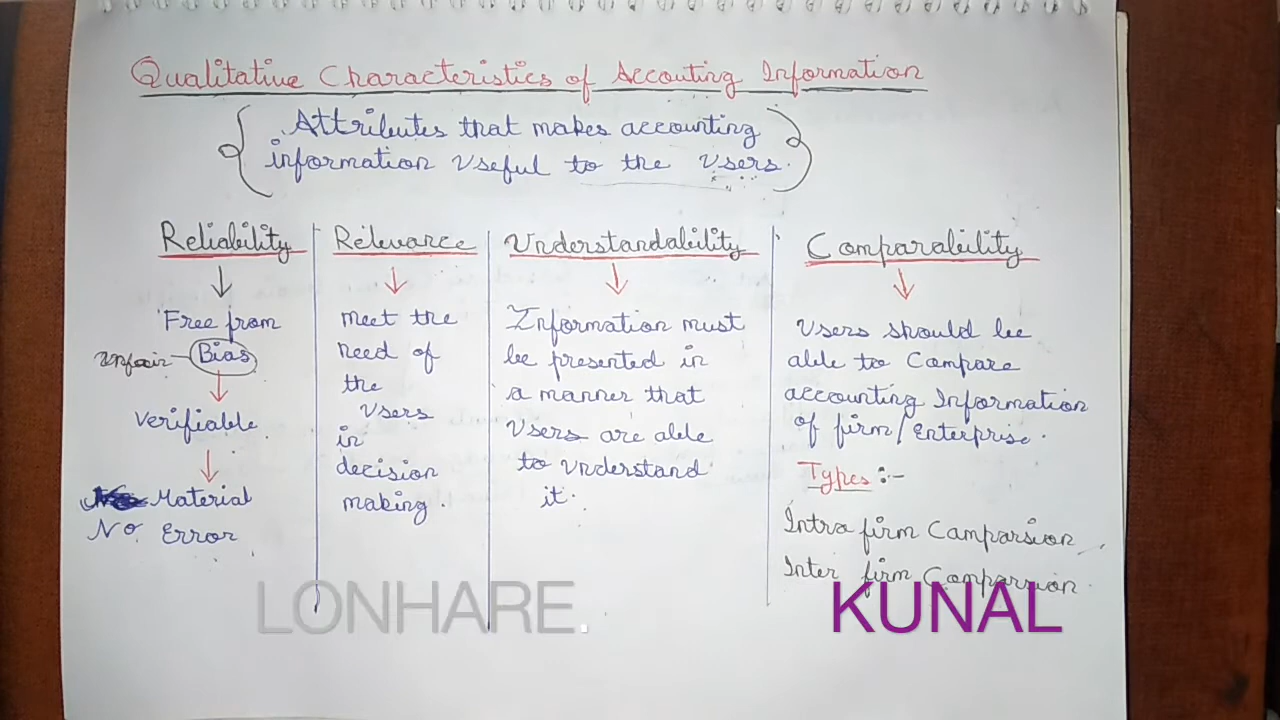 Qualitative Characteristics of Accouting Information
Attributes that makes accounting
information useful to the Users.
Reliability
Free from
unfair
Bias
Verifiable
Material
No Error
Relevance
meet the
need of
the
users
in
decision
making.
Understandability
Information must
be presented in
a manner that
users are able
to understand
it.
Comparability
Users should be
able to Compare
accounting Information
of firm/Enterprise.
Types :-
Intra firm Comparsion
Inter firm Comparsion
LONHARE.
KUNAL